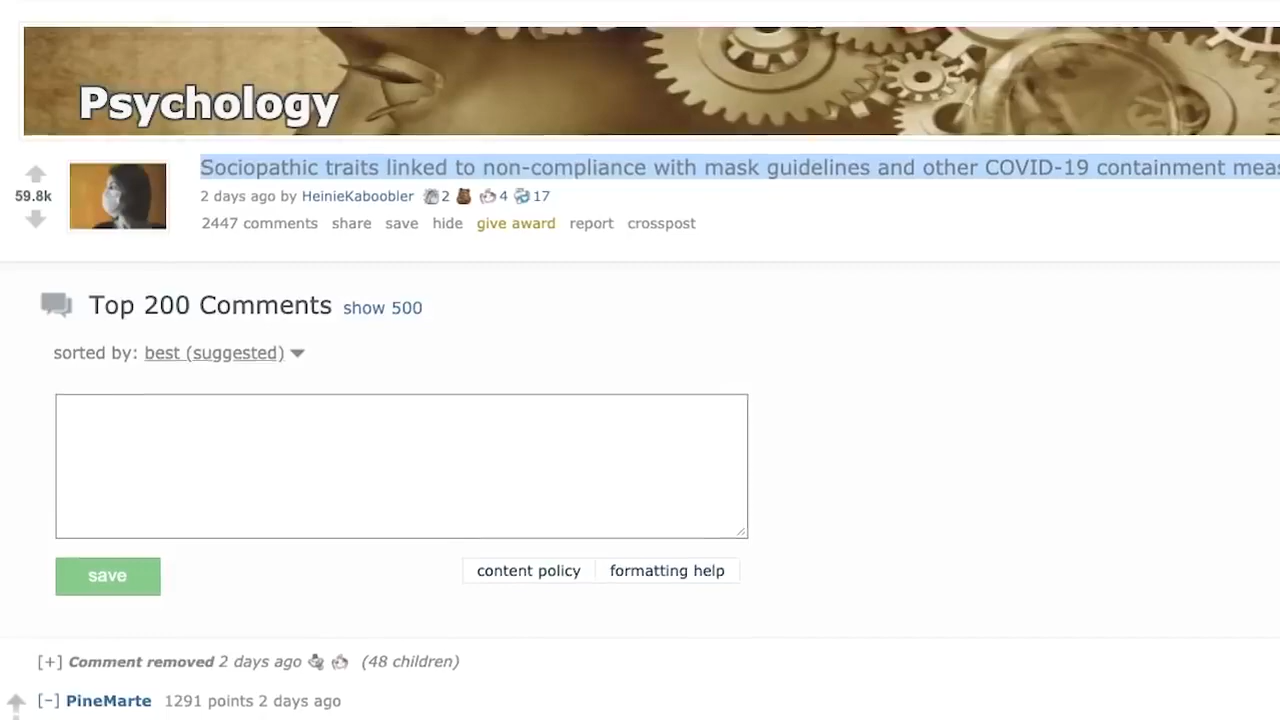 Psychology
Sociopathic traits linked to non-compliance with mask guidelines and other COVID-19 containment
59.8k
2 days ago by HeinieKaboobler 2 4 17
2447 comments share save hide give award report crosspost
Top 200 Comments show 500
sorted by: best (suggested)
save
content policy formatting help
[+] Comment removed 2 days ago (48 children)
[-] PineMarte 1291 points 2 days ago